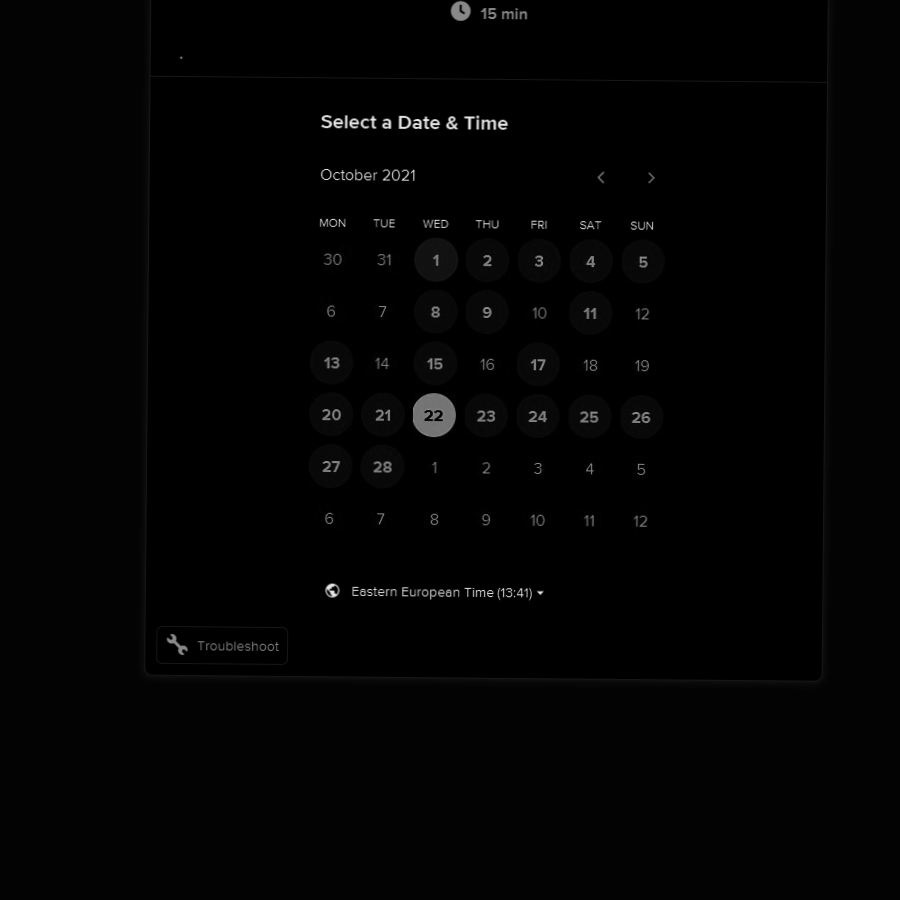 15 min
Select a Date & Time
October 2021
MON TUE WED THU FRI SAT SUN
30 31 1 2 3 4 5
6 7 8 9 10 11 12
13 14 15 16 17 18 19
20 21 22 23 24 25 26
27 28 1 2 3 4 5
6 7 8 9 10 11 12
Eastern European Time (13:41)
Troubleshoot